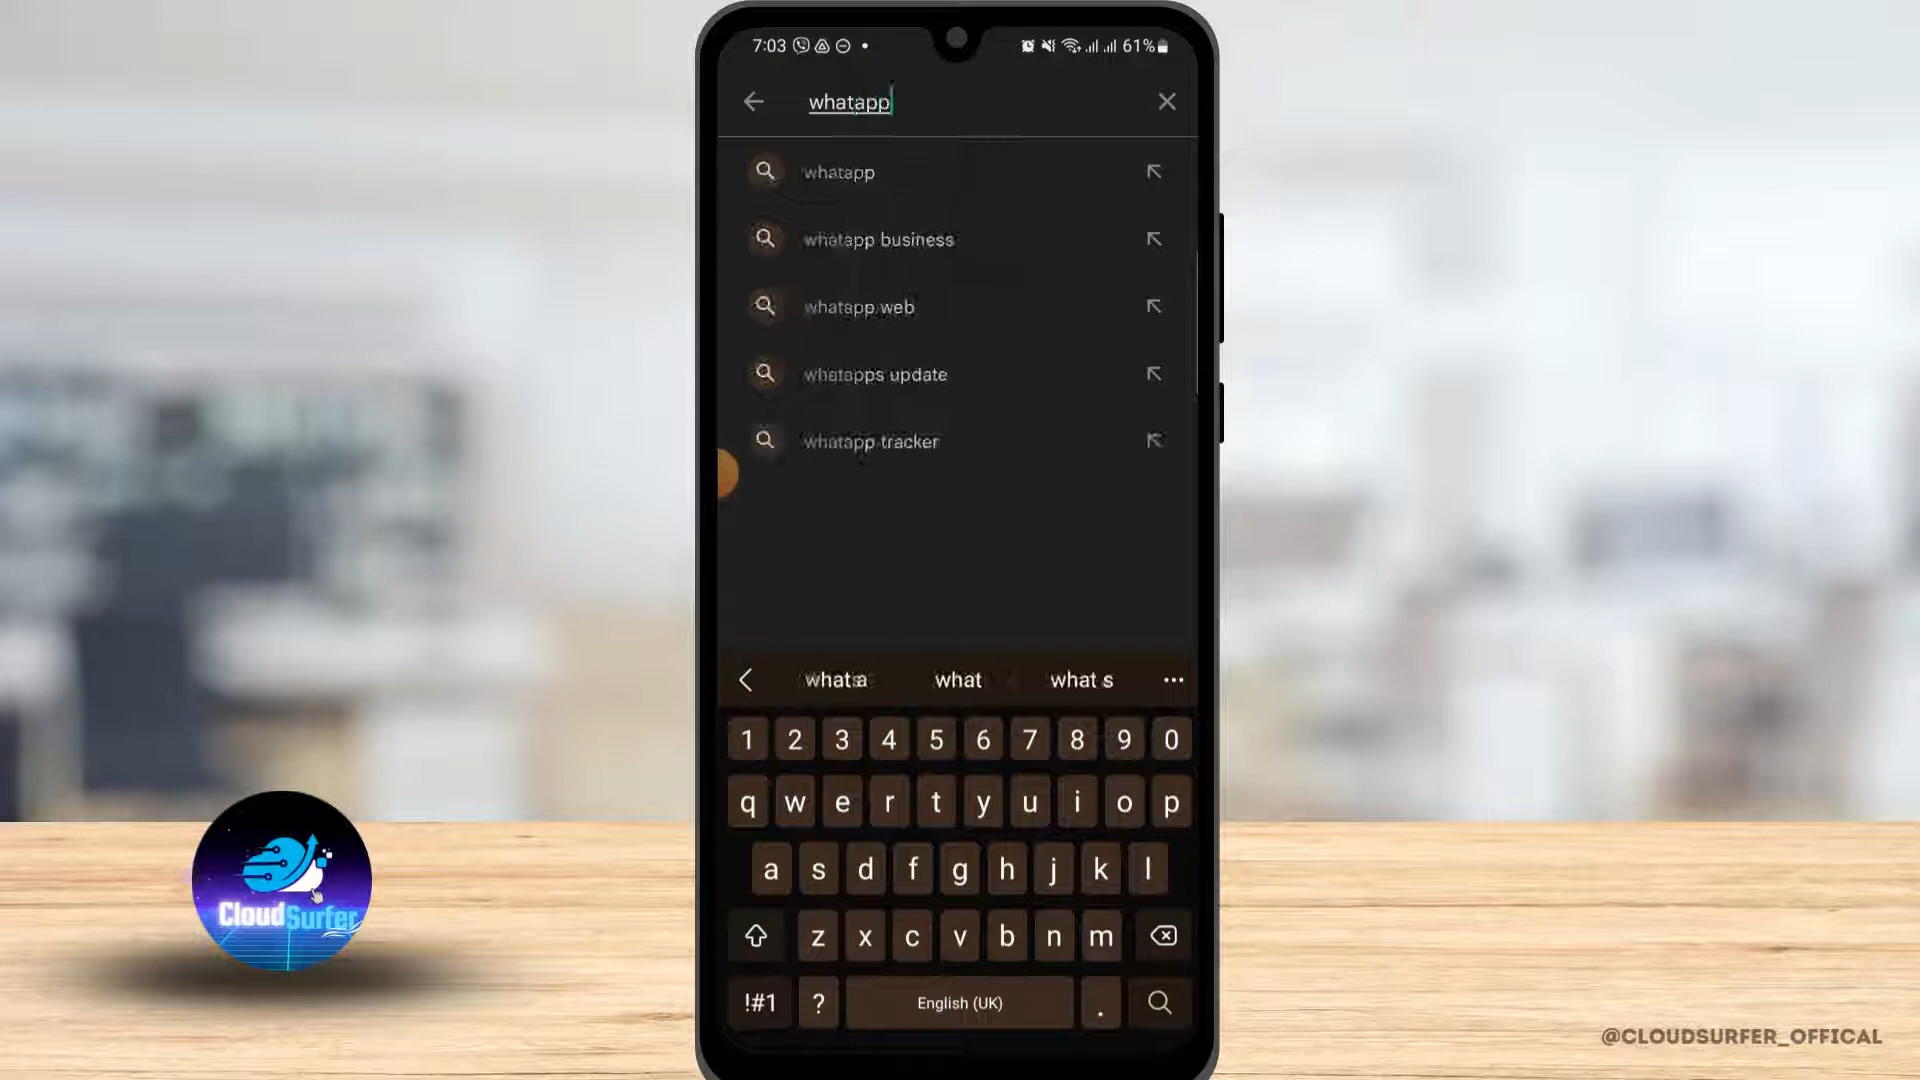 7:03 61%
whatapp
whatapp
whatapp business
whatapp web
whatapps update
whatapp tracker
whatsa what what s ...
1 2 3 4 5 6 7 8 9 0
q w e r t y u i o p
a s d f g h j k l
z x c v b n m
!#1 ? English (UK) .
CloudSurfer
@CLOUDSURFER_OFFICAL